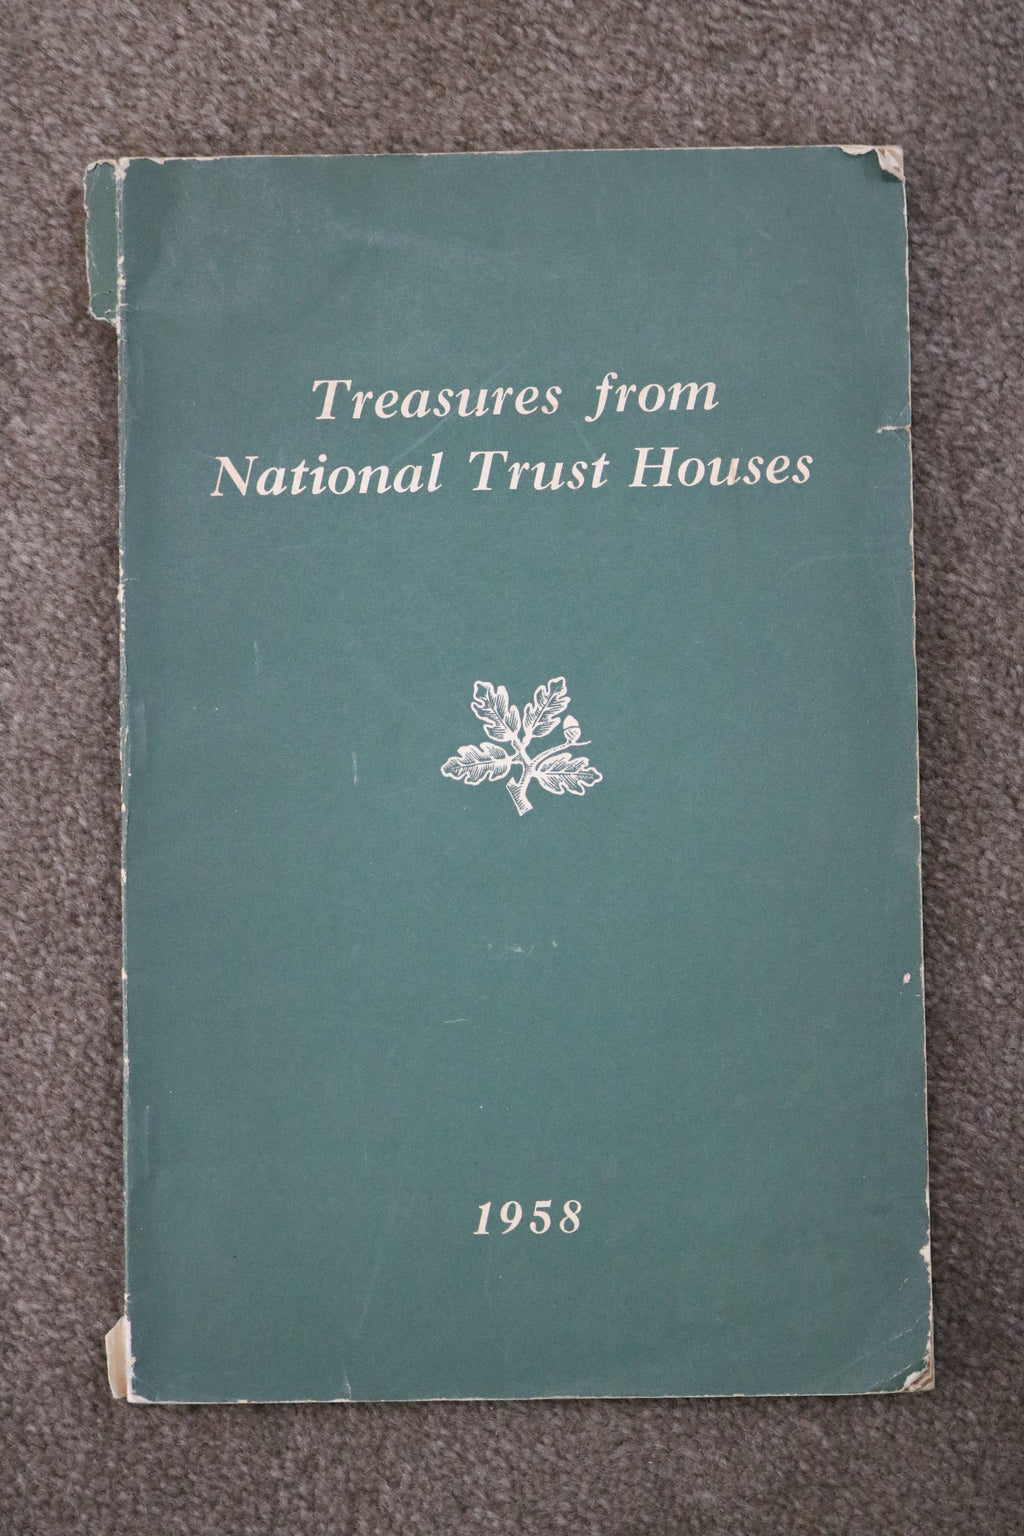 Treasures from
National Trust Houses
1958